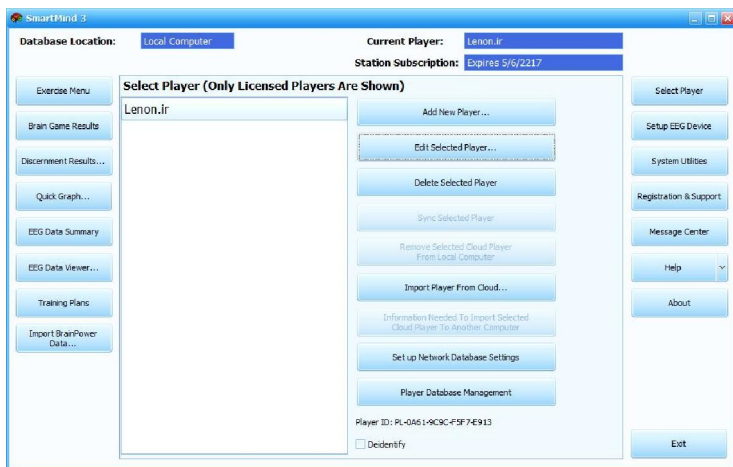 SmartMind 3
Database Location: Local Computer
Current Player: Lenon.ir
Station Subscription: Expires 5/6/2217
Exercise Menu
Brain Game Results
Discernment Results...
Quick Graph...
EEG Data Summary
EEG Data Viewer...
Training Plans
Import BrainPower
Data...
Select Player (Only Licensed Players Are Shown)
Lenon.ir
Add New Player...
Edit Selected Player...
Delete Selected Player
Sync Selected Player
Remove Selected Cloud Player
From Local Computer
Import Player From Cloud...
Information Needed To Import Selected
Cloud Player To Another Computer
Set up Network Database Settings
Player Database Management
Player ID: PL-0A61-9C9C-F5F7-E913
Deidentify
Select Player
Setup EEG Device
System Utilities
Registration & Support
Message Center
Help
About
Exit